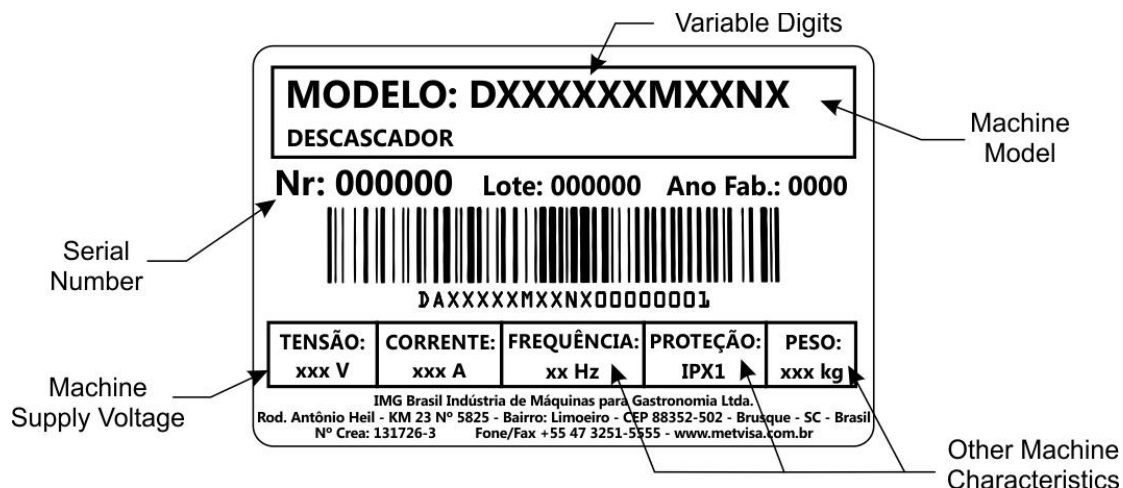 Variable Digits
MODELO: DXXXXXXMXXNX
DESCASCADOR
Machine
Model
Nr: 000000 Lote: 000000 Ano Fab.: 0000
Serial
Number
DAXXXXXMXXNX00000001
TENSÃO: CORRENTE: FREQUÊNCIA: PROTEÇÃO: PESO:
xxx V xxx A xx Hz IPX1 xxx kg
Machine
Supply Voltage
IMG Brasil Indústria de Máquinas para Gastronomia Ltda.
Rod. Antônio Heil - KM 23 Nº 5825 - Bairro: Limoeiro - CEP 88352-502 - Brusque - SC - Brasil
Nº Crea: 131726-3 Fone/Fax +55 47 3251-5555 - www.metvisa.com.br
Other Machine
Characteristics